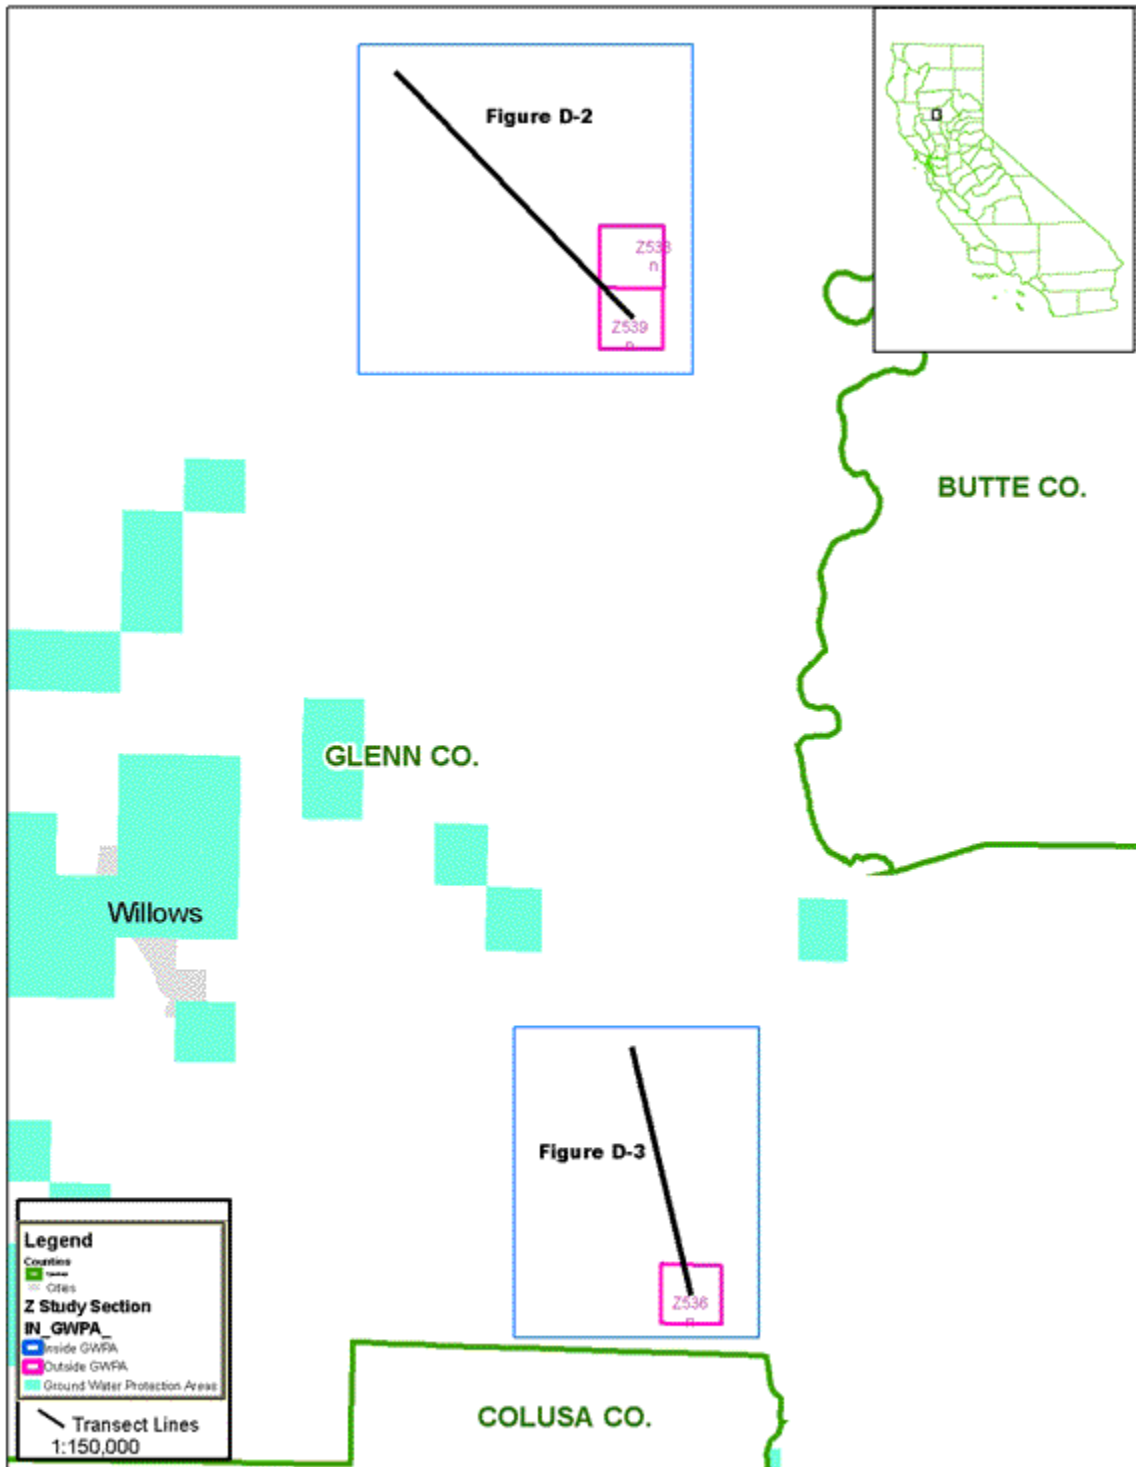 Figure D-2
Z538
n
Z539
n
BUTTE CO.
GLENN CO.
Willows
Figure D-3
Z536
n
Legend
Counties
Cities
Z Study Section
IN_GWPA_
Inside GWPA
Outside GWPA
Ground Water Protection Areas
Transect Lines
1:150,000
COLUSA CO.